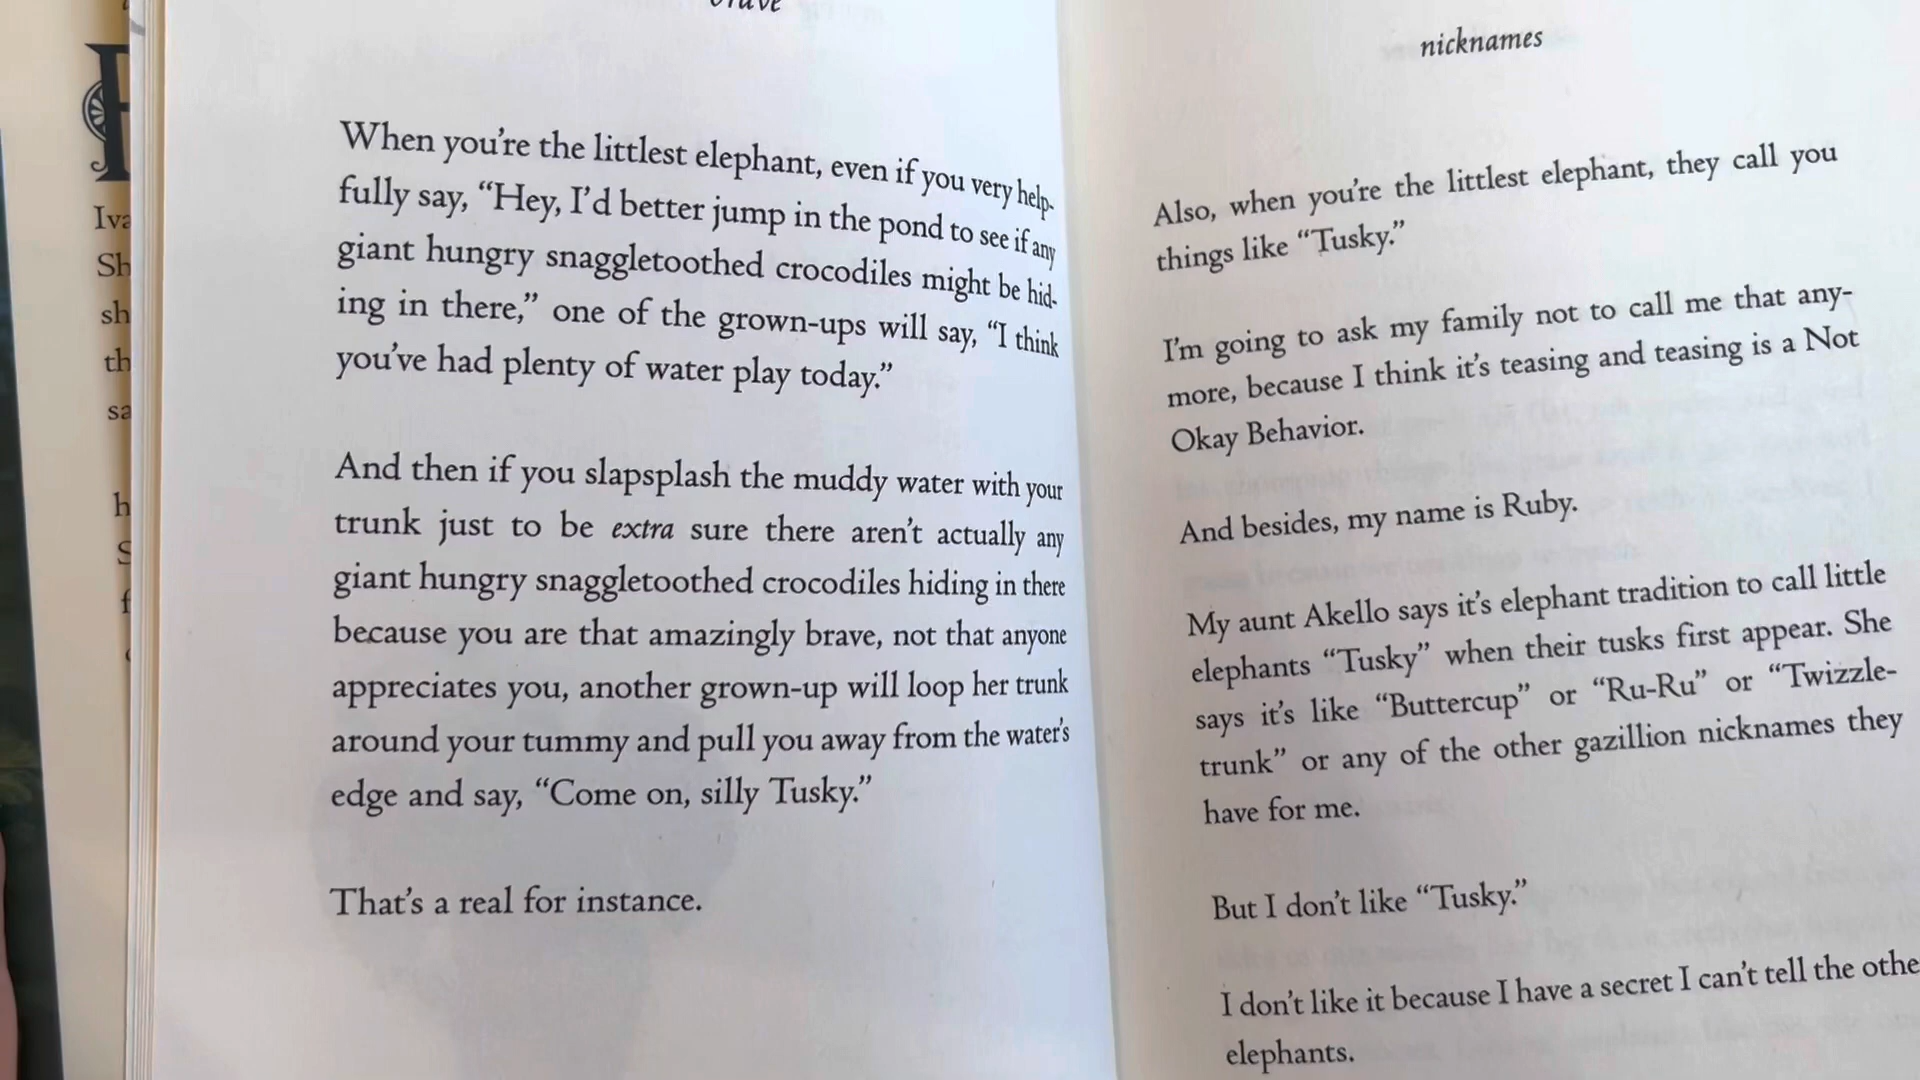 brave
When you're the littlest elephant, even if you very help-
fully say, “Hey, I'd better jump in the pond to see if any
giant hungry snaggletoothed crocodiles might be hid-
ing in there,” one of the grown-ups will say, “I think
you've had plenty of water play today.”
And then if you slapsplash the muddy water with your
trunk just to be extra sure there aren't actually any
giant hungry snaggletoothed crocodiles hiding in there
because you are that amazingly brave, not that anyone
appreciates you, another grown-up will loop her trunk
around your tummy and pull you away from the water's
edge and say, “Come on, silly Tusky.”
That's a real for instance.
nicknames
Also, when you're the littlest elephant, they call you
things like “Tusky.”
I'm going to ask my family not to call me that any-
more, because I think it's teasing and teasing is a Not
Okay Behavior.
And besides, my name is Ruby.
My aunt Akello says it's elephant tradition to call little
elephants “Tusky” when their tusks first appear. She
says it's like “Buttercup” or “Ru-Ru” or “Twizzle-
trunk” or any of the other gazillion nicknames they
have for me.
But I don't like “Tusky.”
I don't like it because I have a secret I can't tell the othe
elephants.